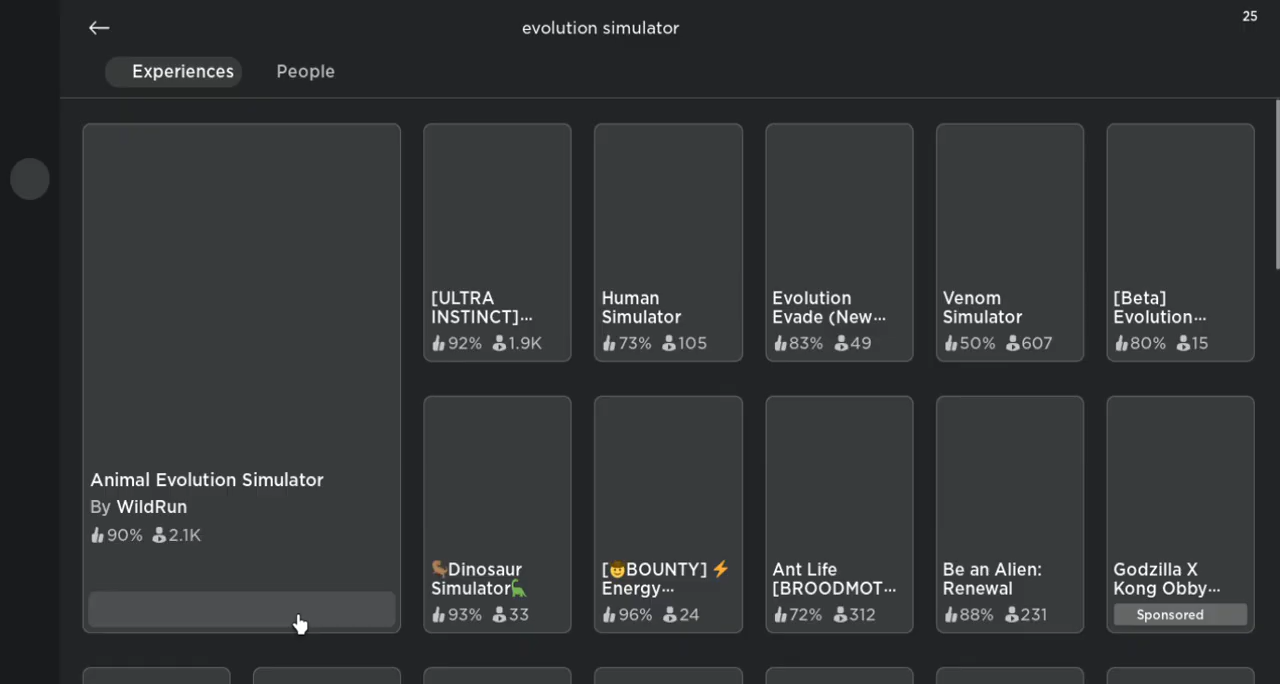 evolution simulator
25
Experiences
People
Animal Evolution Simulator
By WildRun
90% 2.1K
[ULTRA
INSTINCT]...
92% 1.9K
Human
Simulator
73% 105
Evolution
Evade (New...
83% 49
Venom
Simulator
50% 607
[Beta]
Evolution...
80% 15
🦕Dinosaur
Simulator🦕
93% 33
[🤠BOUNTY] ⚡
Energy...
96% 24
Ant Life
[BROODMOT...
72% 312
Be an Alien:
Renewal
88% 231
Godzilla X
Kong Obby...
Sponsored